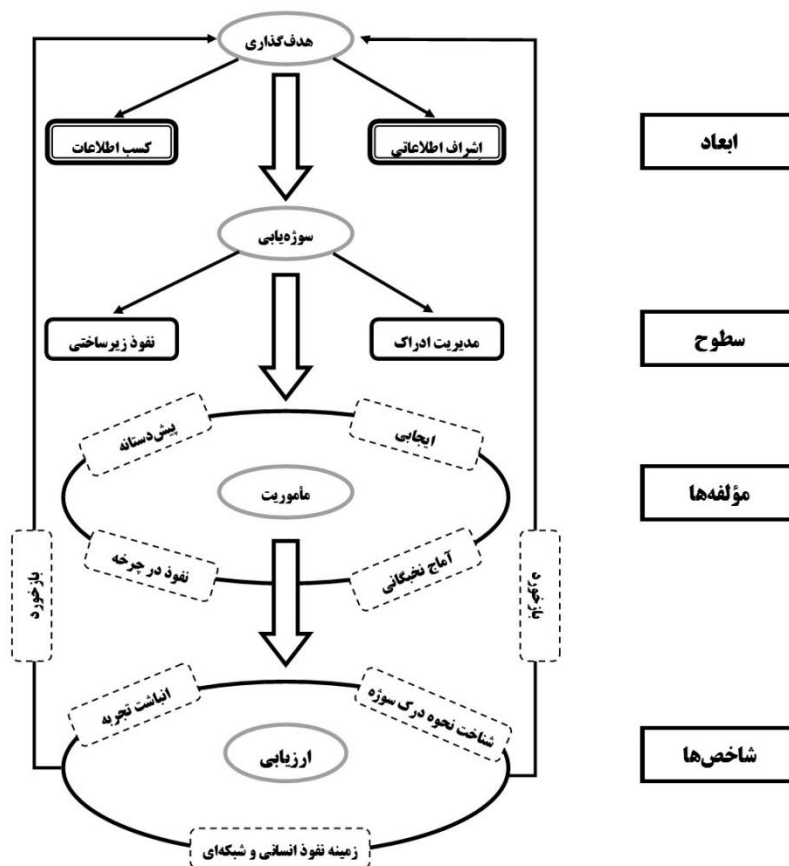 هدف‌گذاری
اِشراف اطلاعاتی
کسب اطلاعات
ابعاد
سوژه‌یابی
مدیریت ادراک
نفوذ زیرساختی
سطوح
ایجابی
پیش‌دستانه
مأموریت
مؤلفه‌ها
آماج نخبگانی
نفوذ در چرخه
بازخورد
بازخورد
شناخت نحوه درک سوژه
انباشت تجربه
ارزیابی
شاخص‌ها
زمینه نفوذ انسانی و شبکه‌ای